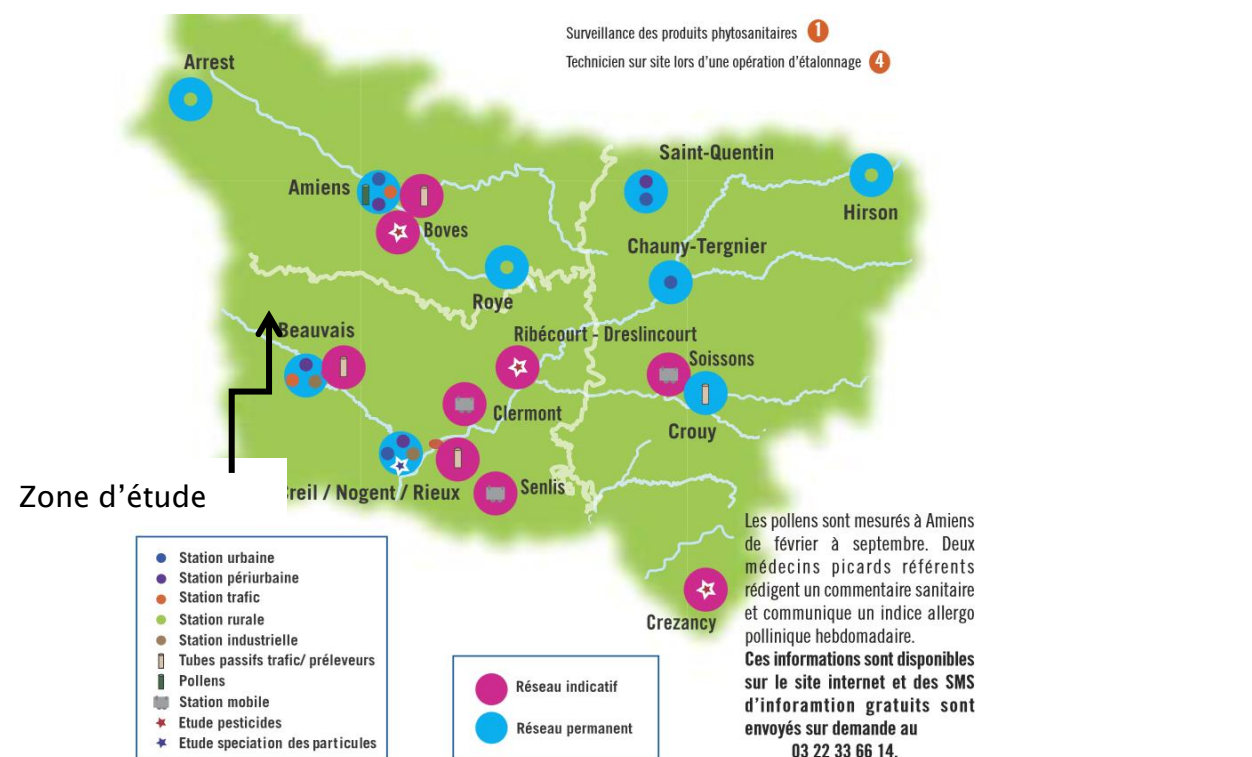 Surveillance des produits phytosanitaires 1
Technicien sur site lors d'une opération d'étalonnage 4
Arrest
Saint-Quentin
Amiens
Hirson
Boves
Chauny-Tergnier
Roye
Beauvais
Ribécourt - Dreslincourt
Soissons
Clermont
Crouy
Zone d'étude
reil / Nogent / Rieux
Senlis
Crezancy
Les pollens sont mesurés à Amiens
de février à septembre. Deux
médecins picards référents
rédigent un commentaire sanitaire
et communique un indice allergo
pollinique hebdomadaire.
Ces informations sont disponibles
sur le site internet et des SMS
d'inforamtion gratuits sont
envoyés sur demande au
03 22 33 66 14.
Station urbaine
Station périurbaine
Station trafic
Station rurale
Station industrielle
Tubes passifs trafic/ préleveurs
Pollens
Station mobile
Etude pesticides
Etude speciation des particules
Réseau indicatif
Réseau permanent